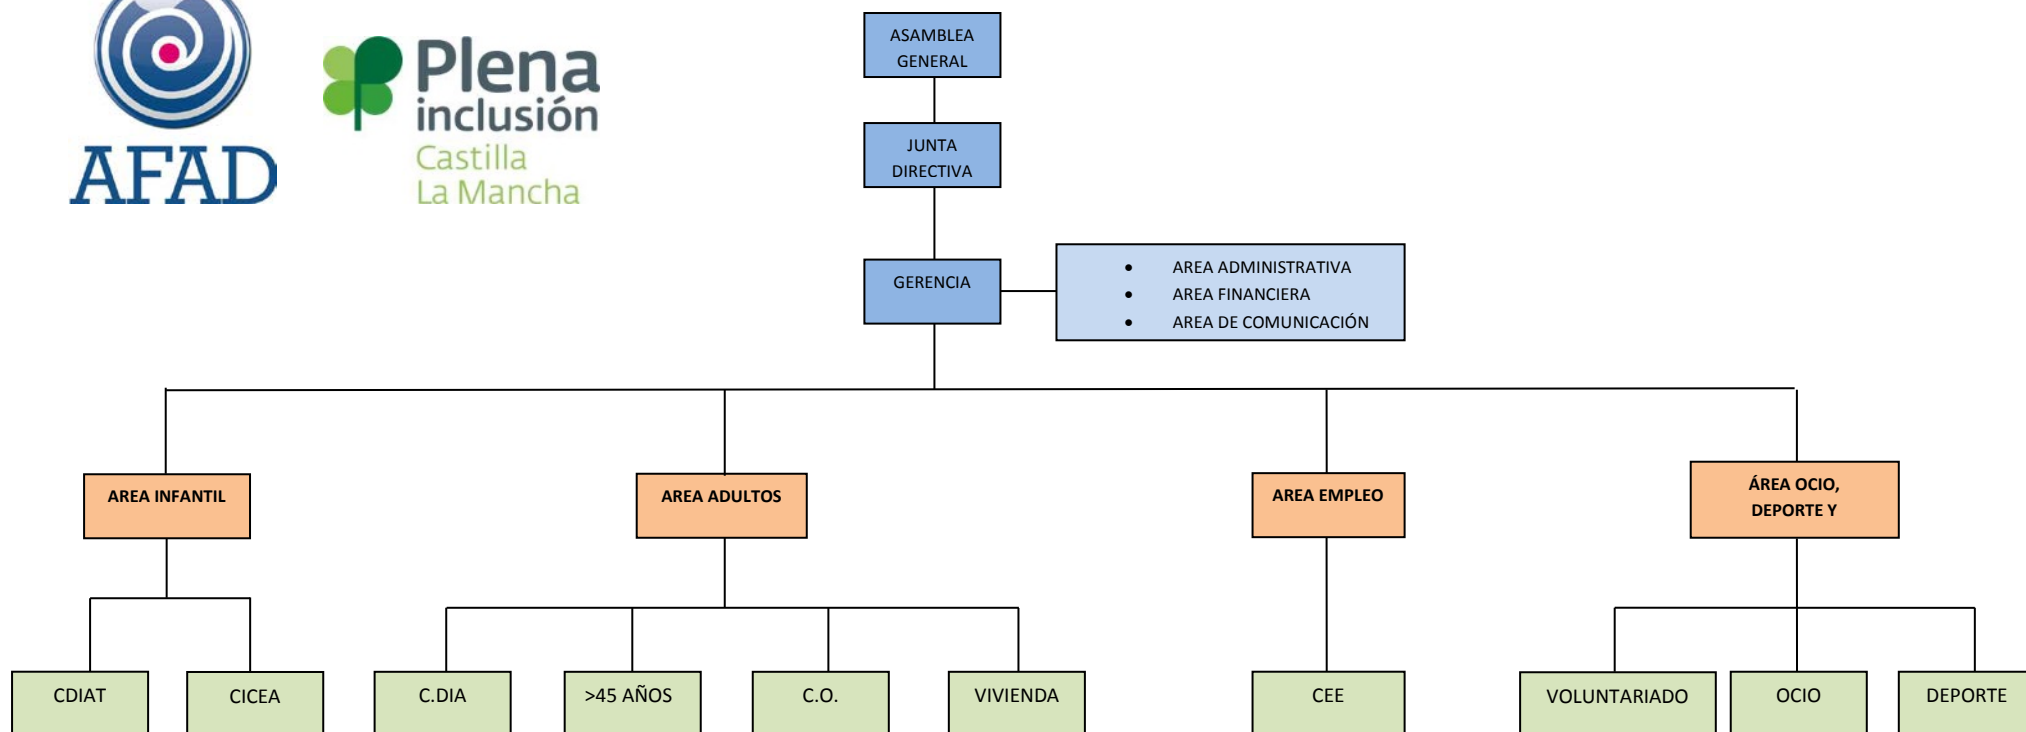 AFAD
Plena
inclusión
Castilla
La Mancha
ASAMBLEA
GENERAL
JUNTA
DIRECTIVA
GERENCIA
• AREA ADMINISTRATIVA
• AREA FINANCIERA
• AREA DE COMUNICACIÓN
AREA INFANTIL
AREA ADULTOS
AREA EMPLEO
ÁREA OCIO,
DEPORTE Y
CDIAT
CICEA
C.DIA
>45 AÑOS
C.O.
VIVIENDA
CEE
VOLUNTARIADO
OCIO
DEPORTE